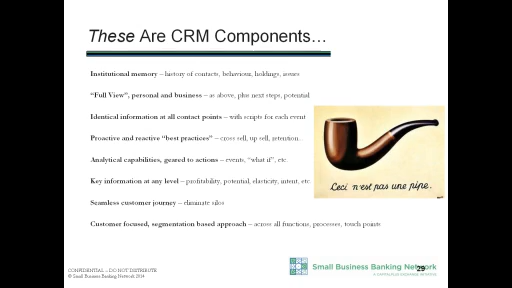 These Are CRM Components…
Institutional memory – history of contacts, behaviour, holdings, issues
“Full View”, personal and business – as above, plus next steps, potential
Identical information at all contact points – with scripts for each event
Proactive and reactive “best practices” – cross sell, up sell, retention..
Analytical capabilities, geared to actions – events, “what if”, etc.
Key information at any level – profitability, potential, elasticity, intent, etc
Seamless customer journey – eliminate silos
Customer focused, segmentation based approach – across all functions, processes, touch points
Ceci n'est pas une pipe.
CONFIDENTIAL – DO NOT DISTRIBUTE
© Small Business Banking Network 2014
Small Business Banking Network
29